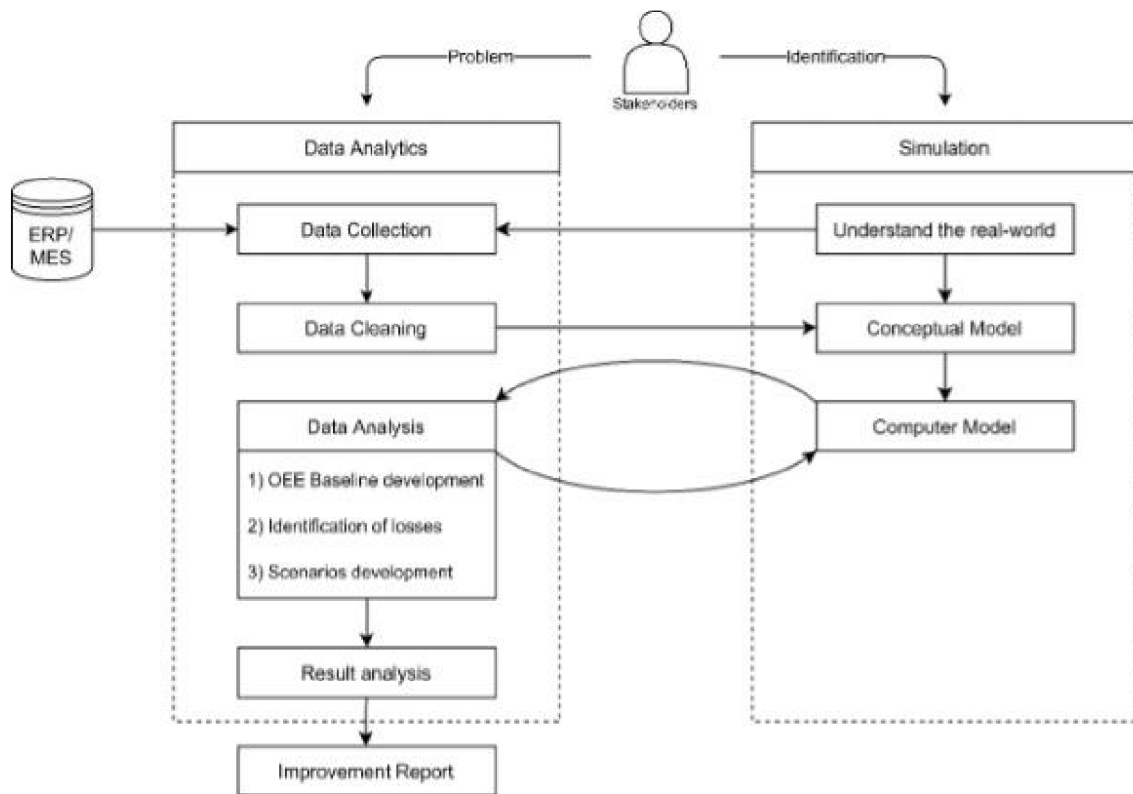 Problem
Identification
Stakeholders
Data Analytics
Simulation
ERP/
MES
Data Collection
Understand the real-world
Data Cleaning
Conceptual Model
Data Analysis
Computer Model
1) OEE Baseline development
2) Identification of losses
3) Scenarios development
Result analysis
Improvement Report